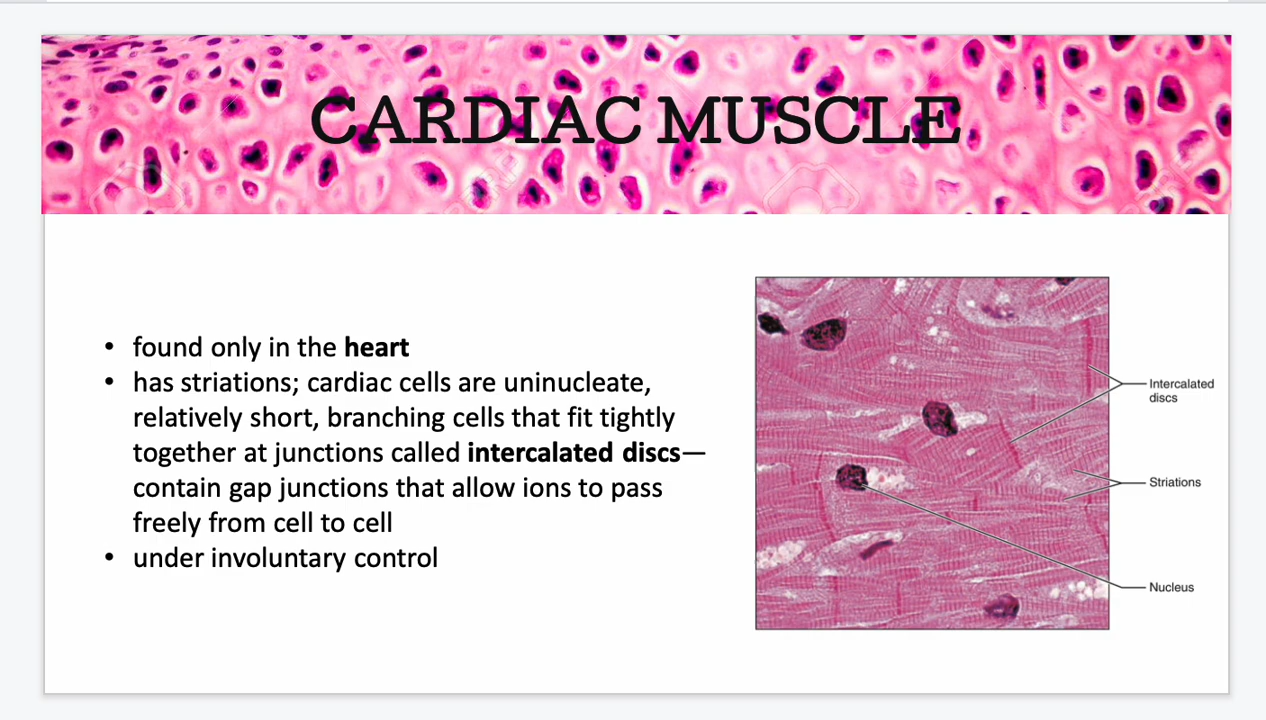 CARDIAC MUSCLE
• found only in the heart
• has striations; cardiac cells are uninucleate,
relatively short, branching cells that fit tightly
together at junctions called intercalated discs—
contain gap junctions that allow ions to pass
freely from cell to cell
• under involuntary control
Intercalated
discs
Striations
Nucleus